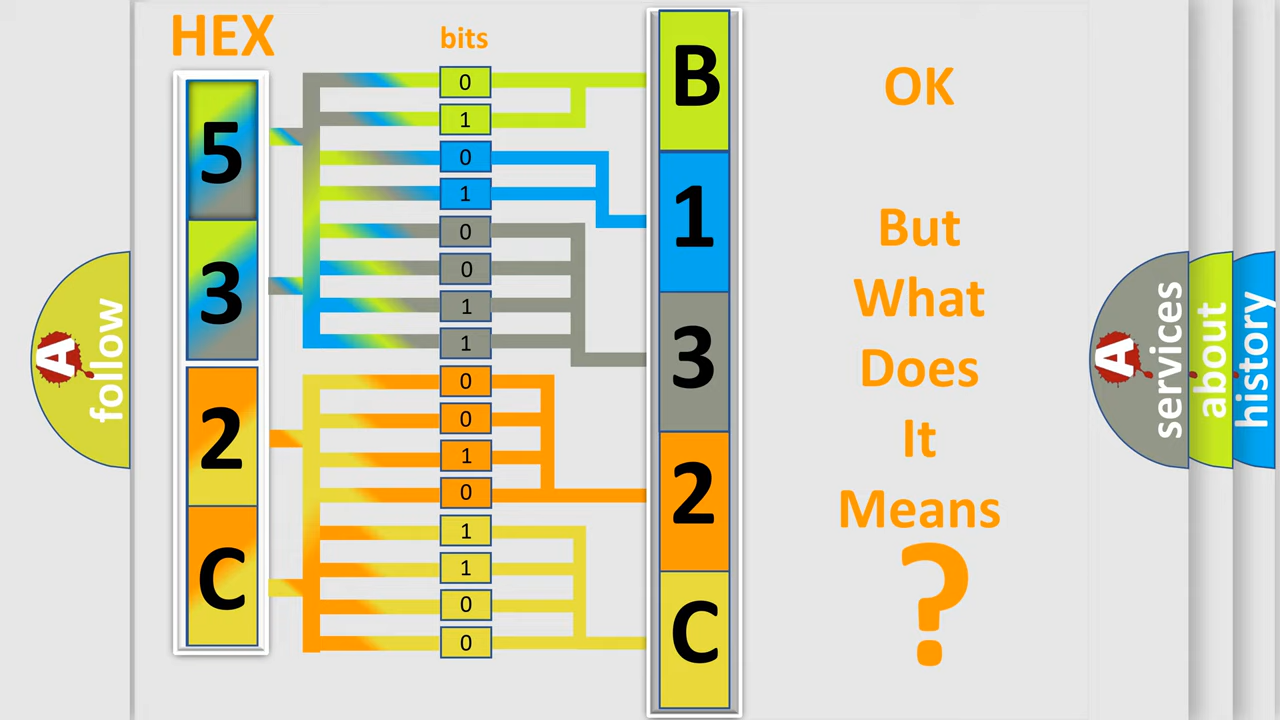 HEX
bits
5
3
2
C
0
1
0
1
0
0
1
1
0
0
1
0
1
1
0
0
B
1
3
2
C
OK
But
What
Does
It
Means
?
A
follow
A
services
about
history